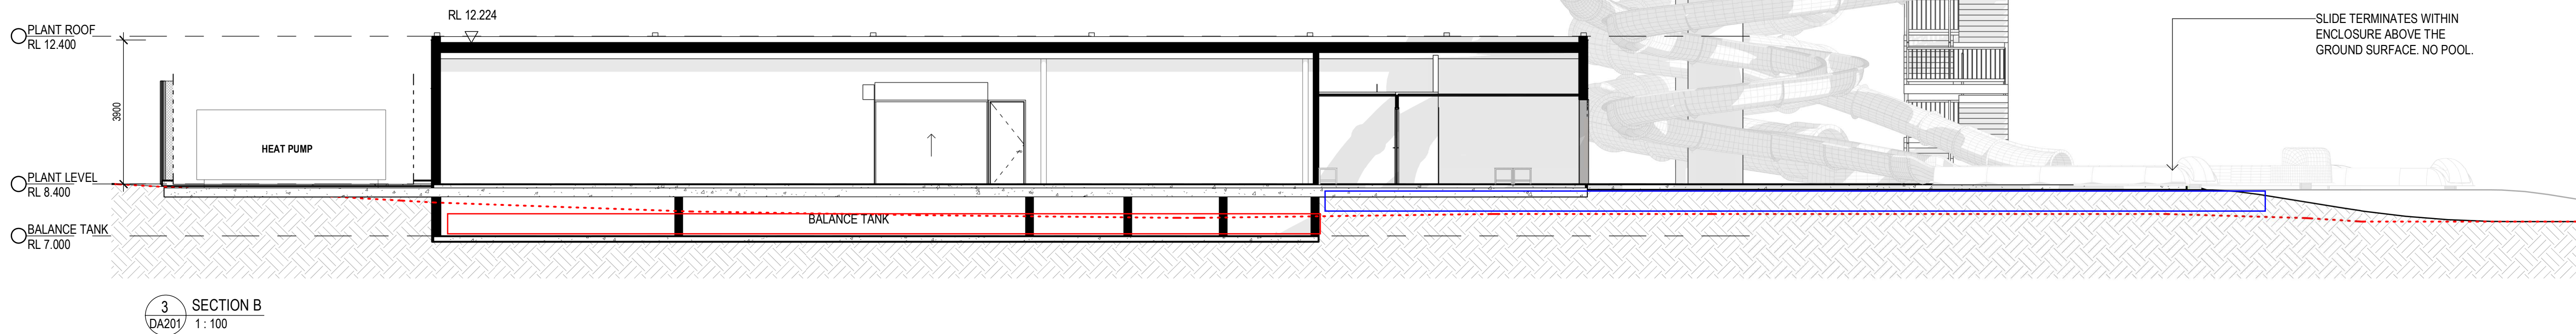 RL 12.224
PLANT ROOF
RL 12.400
SLIDE TERMINATES WITHIN
ENCLOSURE ABOVE THE
GROUND SURFACE. NO POOL.
3900
HEAT PUMP
PLANT LEVEL
RL 8.400
BALANCE TANK
BALANCE TANK
RL 7.000
3
SECTION B
DA201
1 : 100